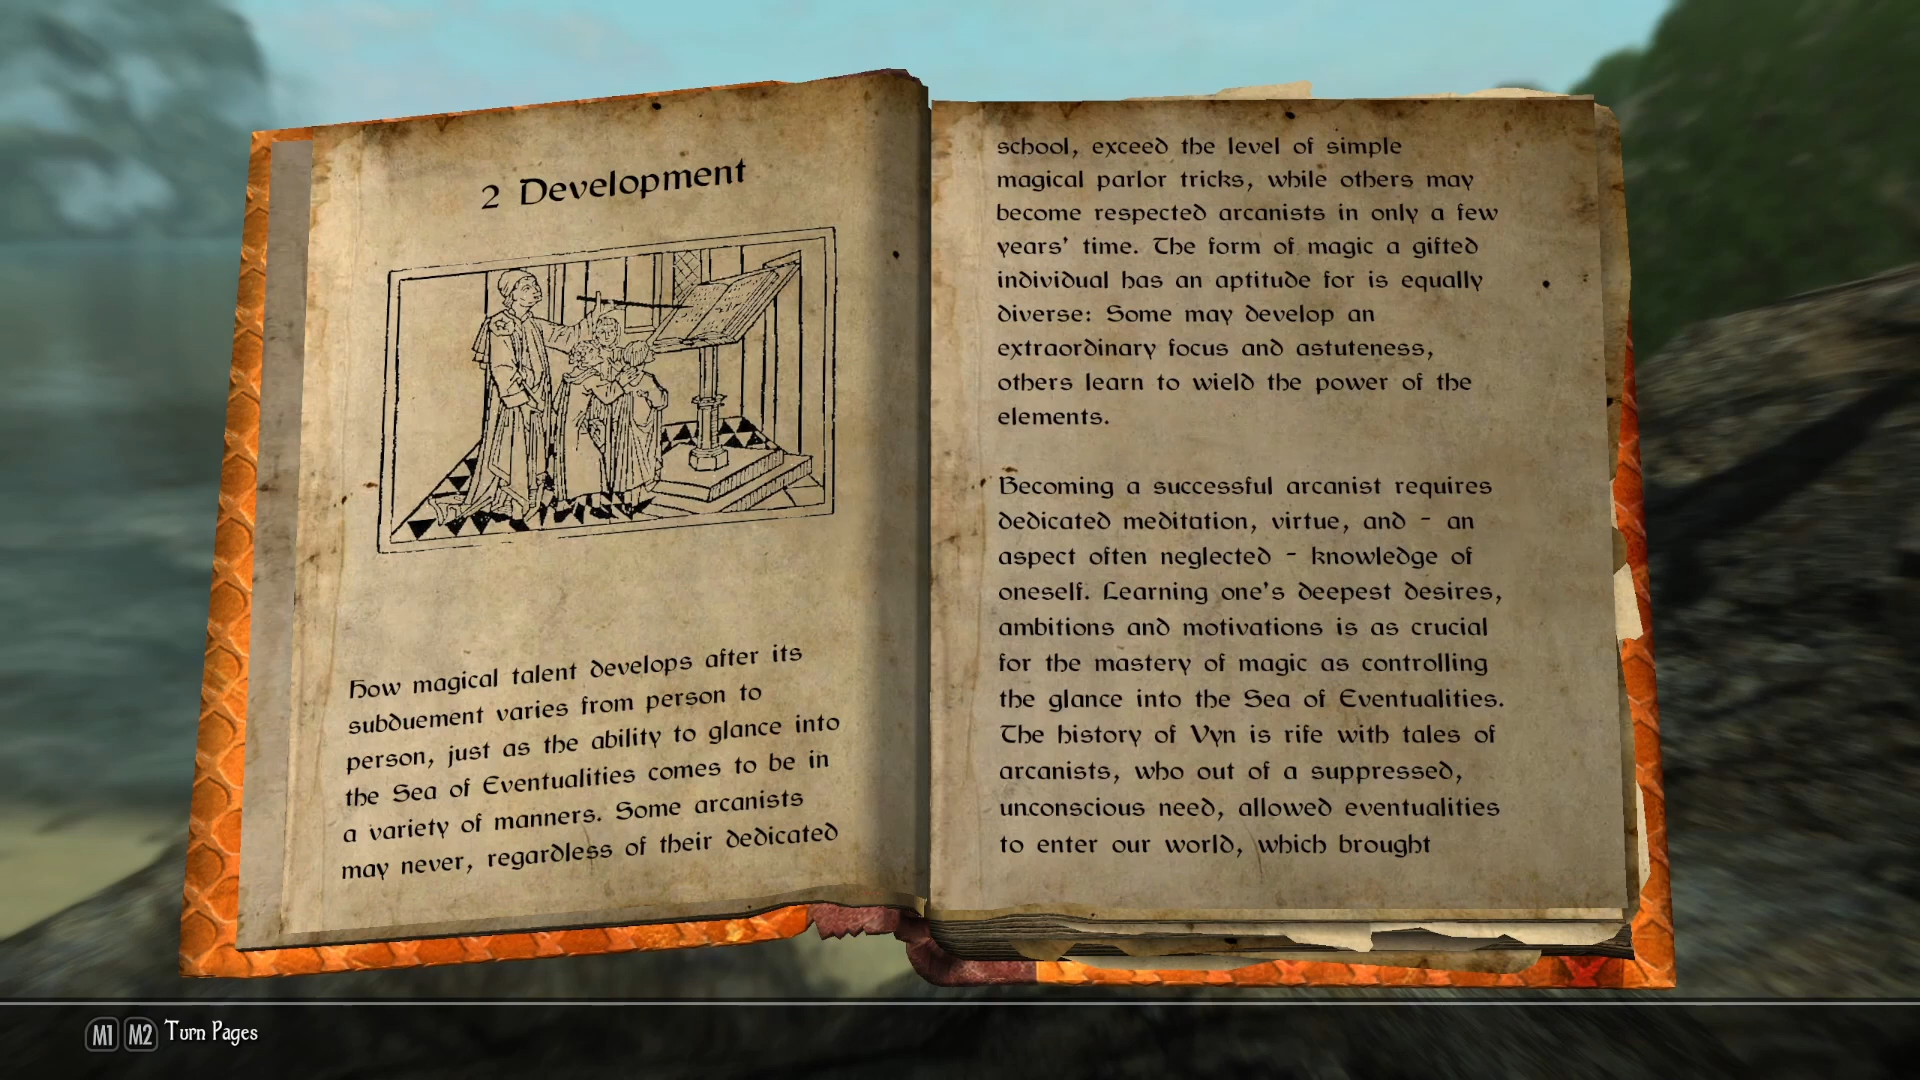 2 Development
How magical talent develops after its
subduement varies from person to
person, just as the ability to glance into
the Sea of Eventualities comes to be in
a variety of manners. Some arcanists
may never, regardless of their dedicated
school, exceed the level of simple
magical parlor tricks, while others may
become respected arcanists in only a few
years' time. The form of magic a gifted
individual has an aptitude for is equally
diverse: Some may develop an
extraordinary focus and astuteness,
others learn to wield the power of the
elements.
Becoming a successful arcanist requires
dedicated meditation, virtue, and - an
aspect often neglected - knowledge of
oneself. Learning one's deepest desires,
ambitions and motivations is as crucial
for the mastery of magic as controlling
the glance into the Sea of Eventualities.
The history of Vyn is rife with tales of
arcanists, who out of a suppressed,
unconscious need, allowed eventualities
to enter our world, which brought
M1 M2 Turn Pages